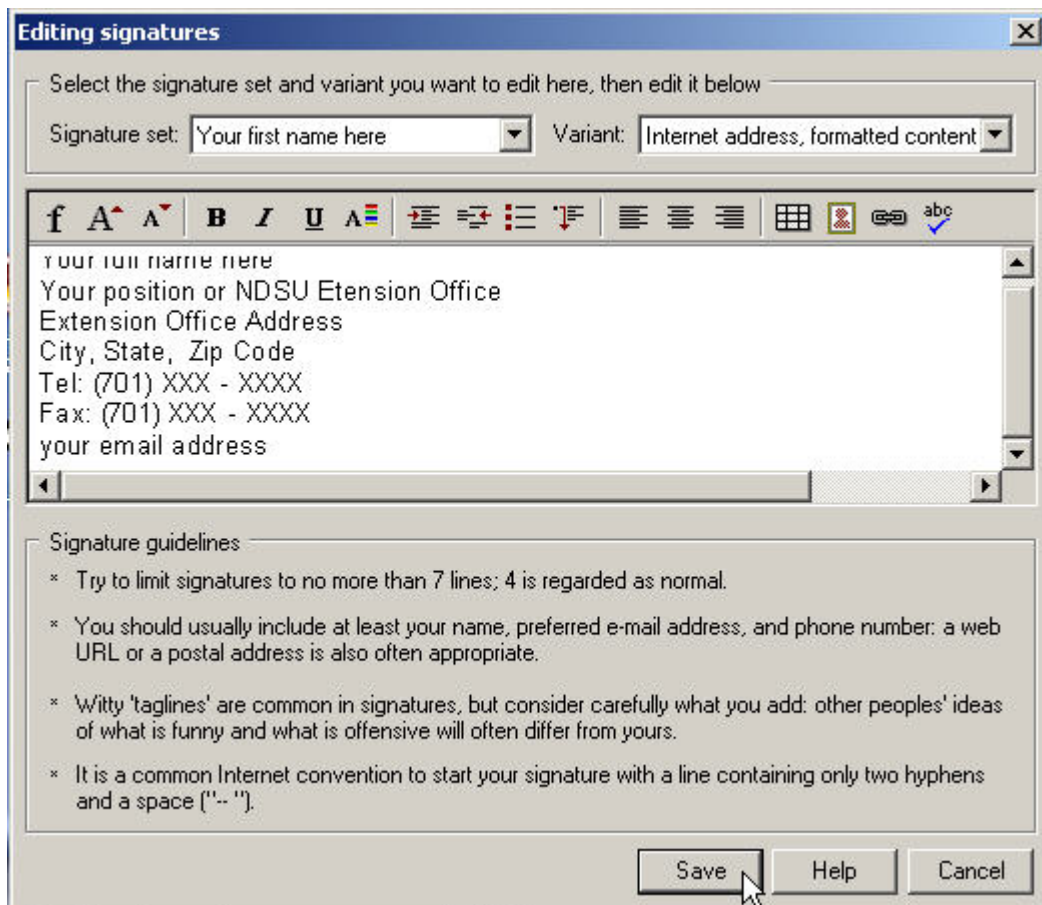 Editing signatures
Select the signature set and variant you want to edit here, then edit it below
Signature set: Your first name here Variant: Internet address, formatted content
f A A B I U A abc
Your full name here
Your position or NDSU Etension Office
Extension Office Address
City, State, Zip Code
Tel: (701) XXX - XXXX
Fax: (701) XXX - XXXX
your email address
Signature guidelines
* Try to limit signatures to no more than 7 lines; 4 is regarded as normal.
* You should usually include at least your name, preferred e-mail address, and phone number: a web
URL or a postal address is also often appropriate.
* Witty 'taglines' are common in signatures, but consider carefully what you add: other peoples' ideas
of what is funny and what is offensive will often differ from yours.
* It is a common Internet convention to start your signature with a line containing only two hyphens
and a space ("-- ").
Save Help Cancel